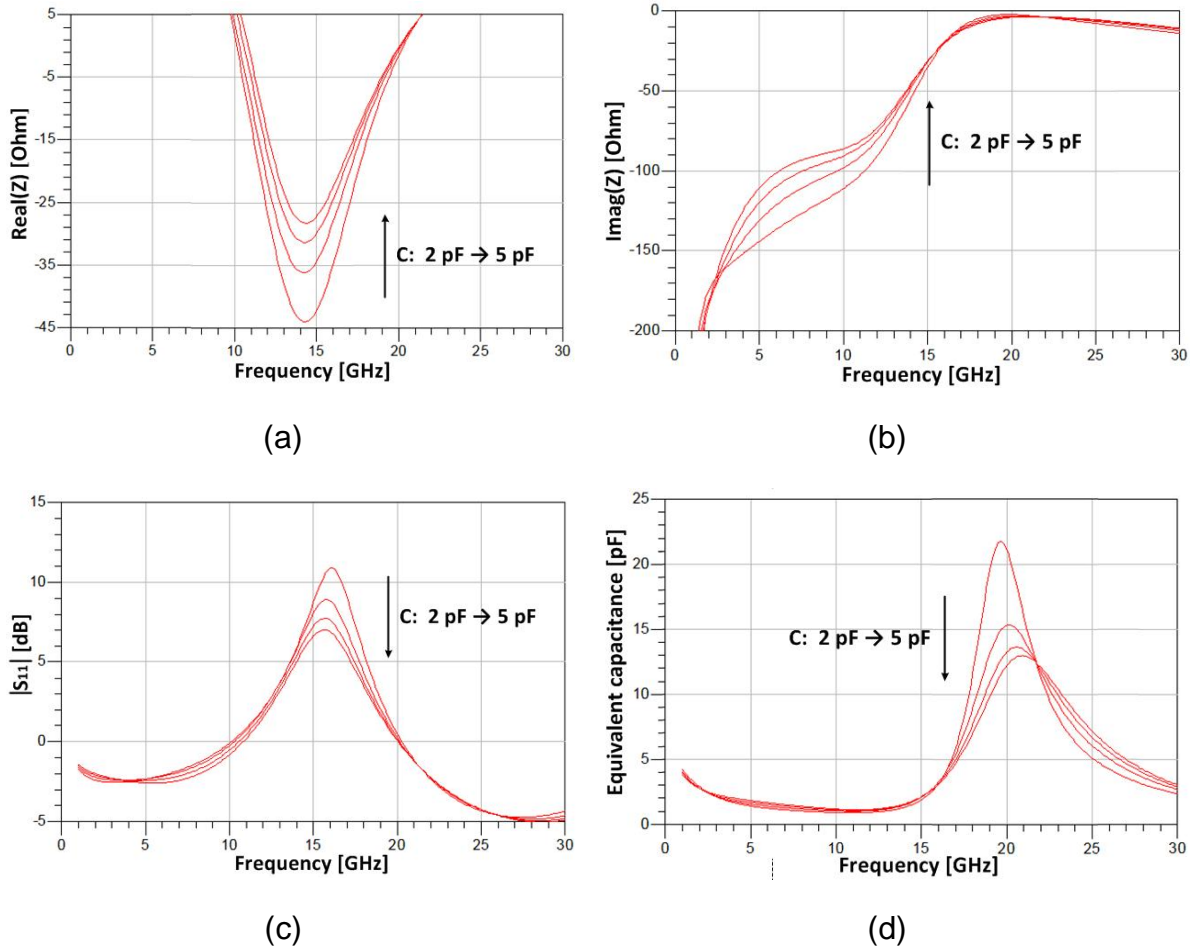 5
-5
-15
-25
-35
-45
0 5 10 15 20 25 30
Real(Z) [Ohm]
Frequency [GHz]
C: 2 pF → 5 pF
(a)
0
-50
-100
-150
-200
0 5 10 15 20 25 30
Imag(Z) [Ohm]
Frequency [GHz]
C: 2 pF → 5 pF
(b)
15
10
5
0
-5
0 5 10 15 20 25 30
|S₁₁| [dB]
Frequency [GHz]
C: 2 pF → 5 pF
(c)
25
20
15
10
5
0
0 5 10 15 20 25 30
Equivalent capacitance [pF]
Frequency [GHz]
C: 2 pF → 5 pF
(d)